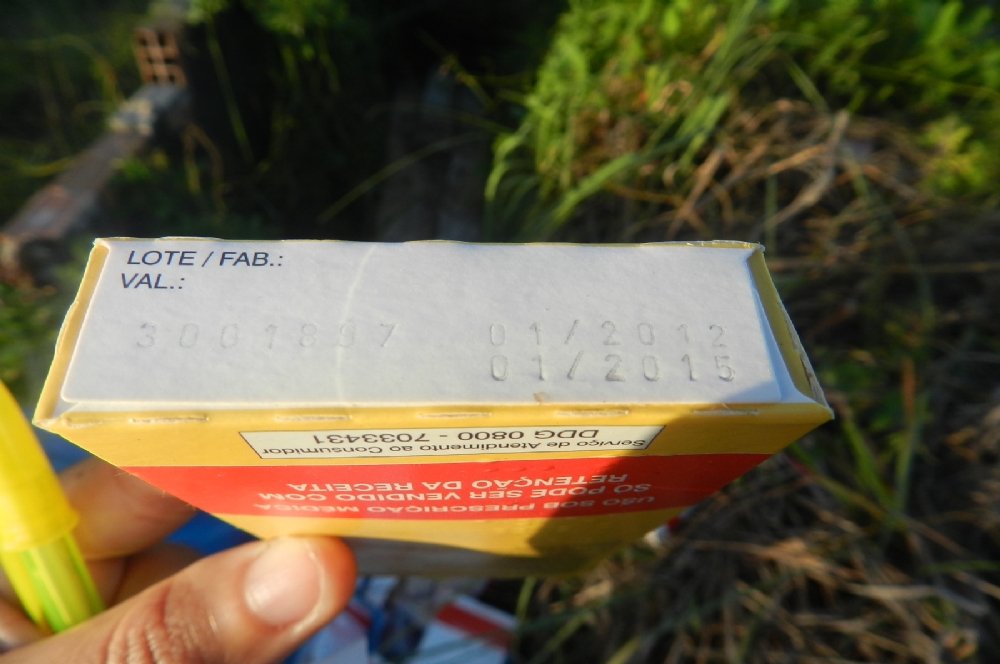 LOTE / FAB.:
VAL.:
3001897 01/2012
01/2015
Serviço de Atendimento ao Consumidor
DDG 0800 - 7033431
USO SOB PRESCRIÇÃO MÉDICA
SÓ PODE SER VENDIDO COM
RETENÇÃO DA RECEITA